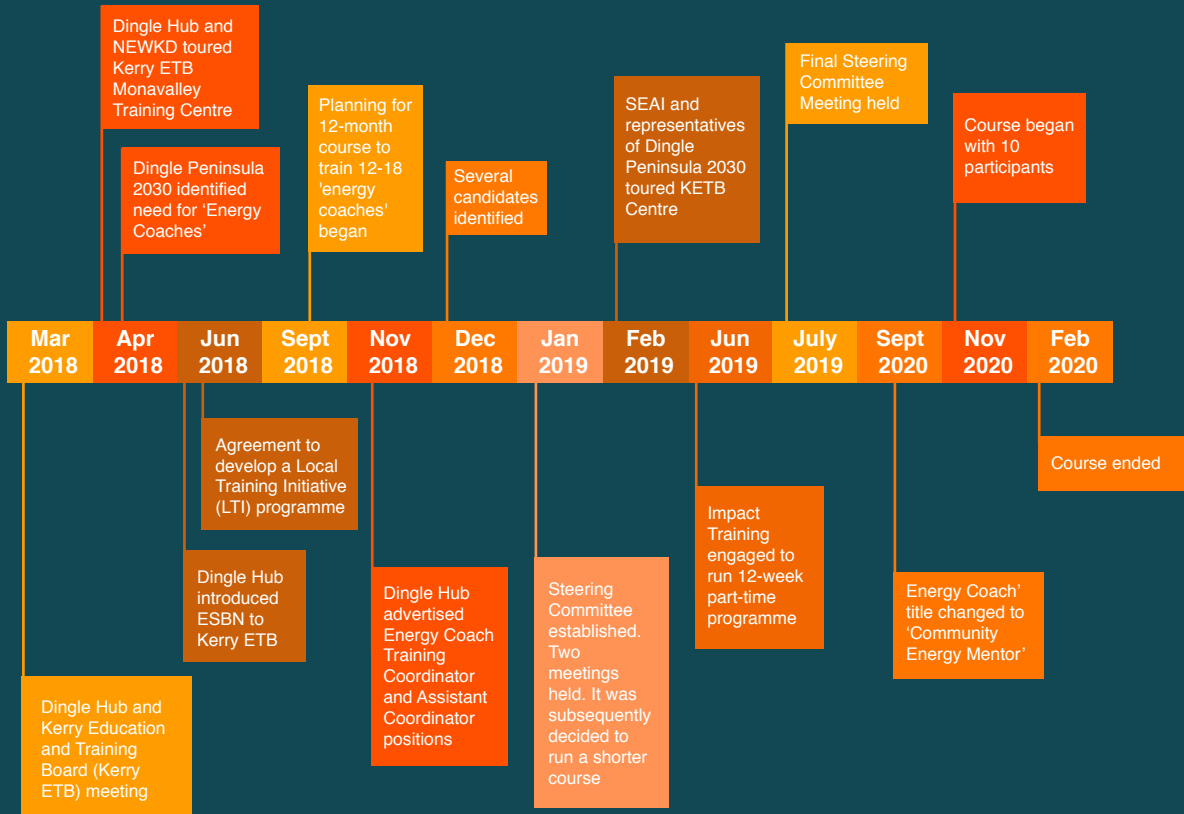 Dingle Hub and
NEWKD toured
Kerry ETB
Monavalley
Training Centre
Dingle Peninsula
2030 identified
need for ‘Energy
Coaches’
Planning for
12-month
course to
train 12-18
'energy
coaches'
began
Several
candidates
identified
SEAI and
representatives
of Dingle
Peninsula 2030
toured KETB
Centre
Final Steering
Committee
Meeting held
Course began
with 10
participants
Mar
2018
Apr
2018
Jun
2018
Sept
2018
Nov
2018
Dec
2018
Jan
2019
Feb
2019
Jun
2019
July
2019
Sept
2020
Nov
2020
Feb
2020
Dingle Hub and
Kerry Education
and Training
Board (Kerry
ETB) meeting
Dingle Hub
introduced
ESBN to
Kerry ETB
Agreement to
develop a Local
Training Initiative
(LTI) programme
Dingle Hub
advertised
Energy Coach
Training
Coordinator
and Assistant
Coordinator
positions
Steering
Committee
established.
Two
meetings
held. It was
subsequently
decided to
run a shorter
course
Impact
Training
engaged to
run 12-week
part-time
programme
Energy Coach’
title changed to
‘Community
Energy Mentor’
Course ended